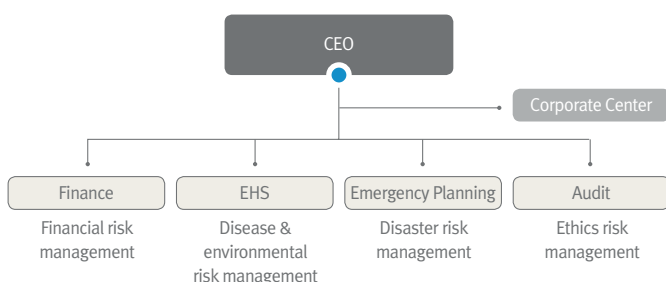 CEO
Corporate Center
Finance
EHS
Emergency Planning
Audit
Financial risk
management
Disease &
environmental
risk management
Disaster risk
management
Ethics risk
management